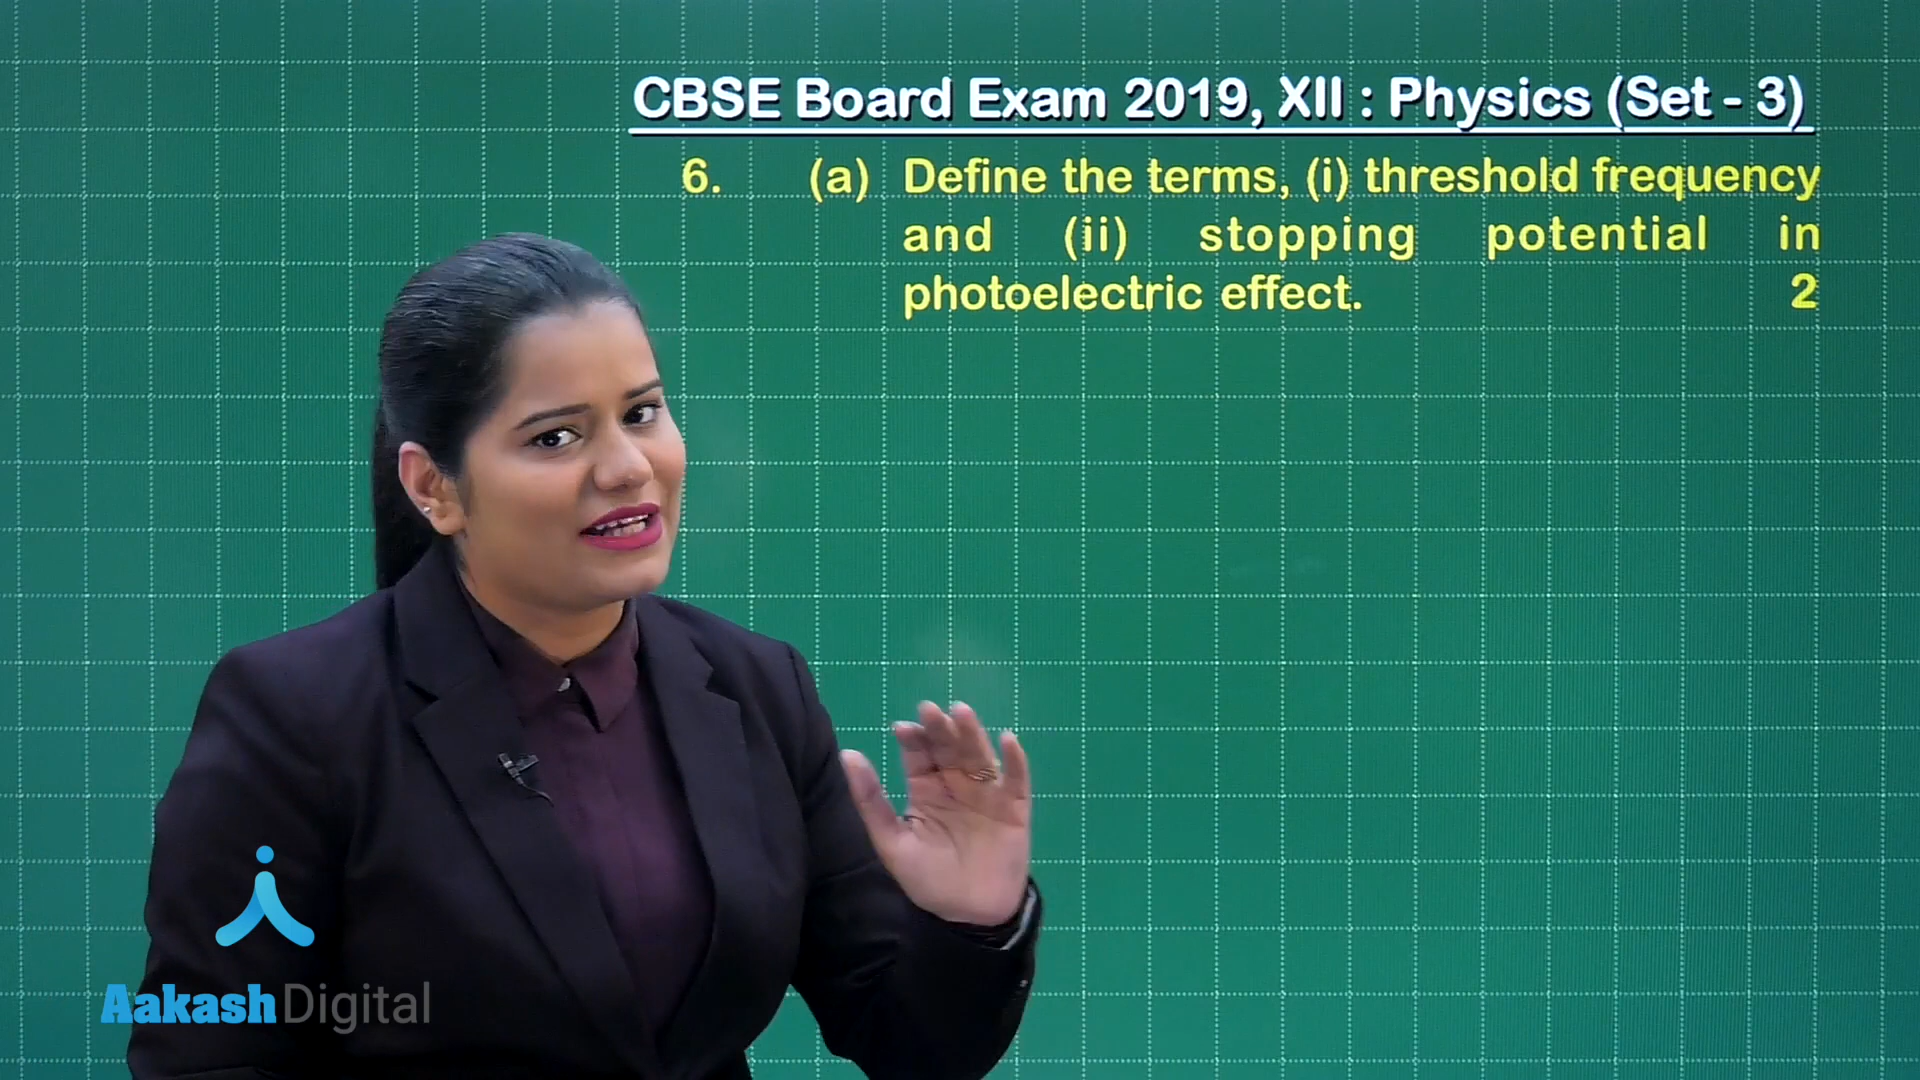 CBSE Board Exam 2019, XII : Physics (Set - 3)
6. (a) Define the terms, (i) threshold frequency
and (ii) stopping potential in
photoelectric effect. 2
Aakash Digital